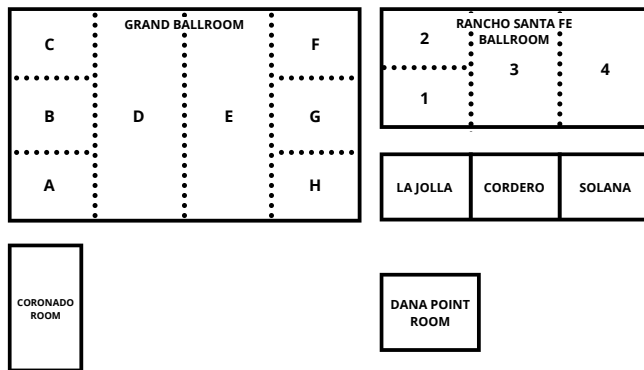 GRAND BALLROOM
C
F
B
D
E
G
A
H
RANCHO SANTA FE
BALLROOM
2
3
4
1
LA JOLLA
CORDERO
SOLANA
CORONADO
ROOM
DANA POINT
ROOM